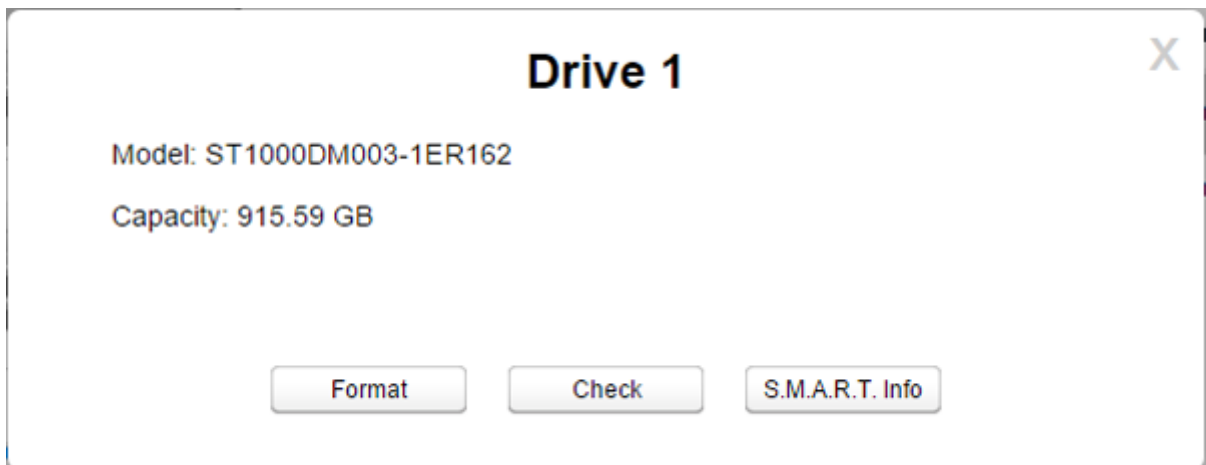 Drive 1
X
Model: ST1000DM003-1ER162
Capacity: 915.59 GB
Format Check S.M.A.R.T. Info